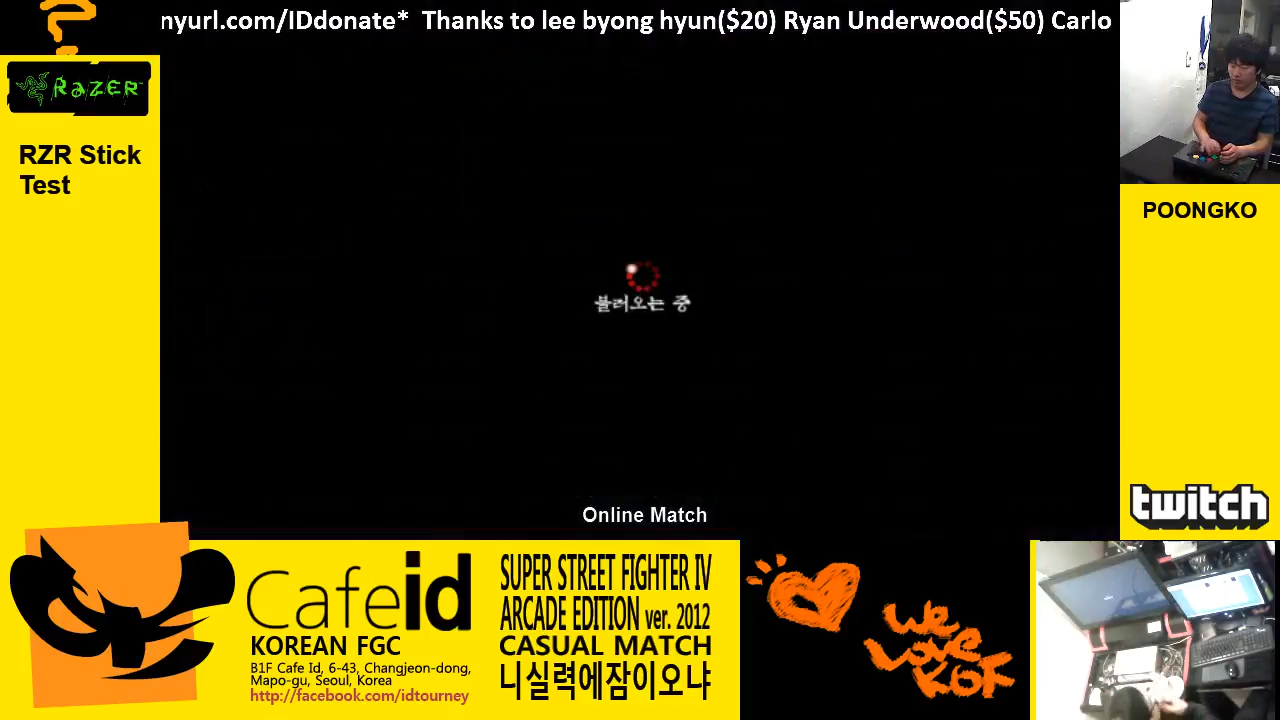 nyurl.com/IDdonate*  Thanks to lee byong hyun($20) Ryan Underwood($50) Carlo
RAZER
RZR Stick
Test
POONGKO
불러오는 중
Online Match
twitch
Cafeid
KOREAN FGC
B1F Cafe Id, 6-43, Changjeon-dong,
Mapo-gu, Seoul, Korea
http://facebook.com/idtourney
SUPER STREET FIGHTER IV
ARCADE EDITION ver. 2012
CASUAL MATCH
니실력에잠이오냐
we
love
KOF